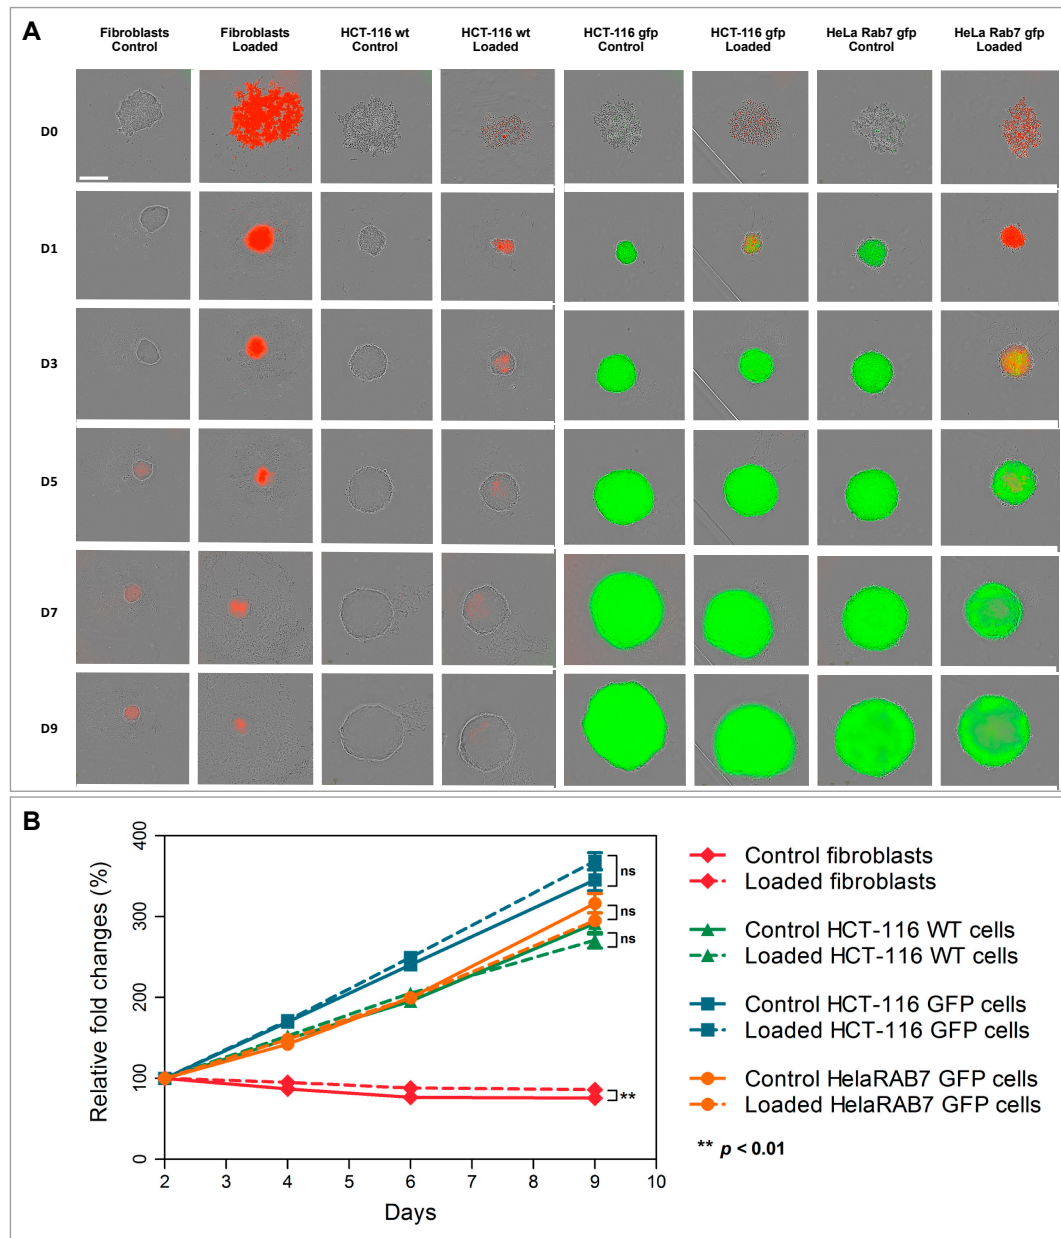 A
Fibroblasts Control
Fibroblasts Loaded
HCT-116 wt Control
HCT-116 wt Loaded
HCT-116 gfp Control
HCT-116 gfp Loaded
HeLa Rab7 gfp Control
HeLa Rab7 gfp Loaded
D0
D1
D3
D5
D7
D9
B
Relative fold changes (%)
400
300
200
100
0
2
3
4
5
6
7
8
9
10
Days
ns
ns
ns
**
Control fibroblasts
Loaded fibroblasts
Control HCT-116 WT cells
Loaded HCT-116 WT cells
Control HCT-116 GFP cells
Loaded HCT-116 GFP cells
Control HelaRAB7 GFP cells
Loaded HelaRAB7 GFP cells
** p < 0.01